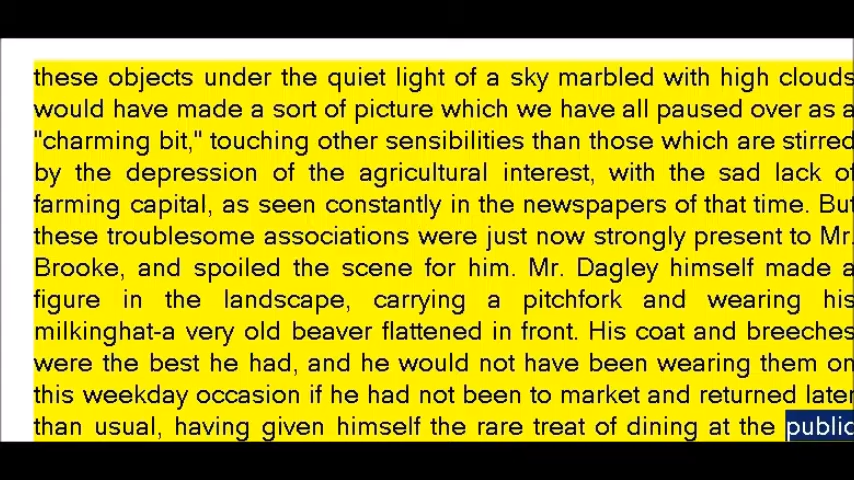 these objects under the quiet light of a sky marbled with high clouds
would have made a sort of picture which we have all paused over as a
"charming bit," touching other sensibilities than those which are stirred
by the depression of the agricultural interest, with the sad lack of
farming capital, as seen constantly in the newspapers of that time. But
these troublesome associations were just now strongly present to Mr.
Brooke, and spoiled the scene for him. Mr. Dagley himself made a
figure in the landscape, carrying a pitchfork and wearing his
milkinghat-a very old beaver flattened in front. His coat and breeches
were the best he had, and he would not have been wearing them on
this weekday occasion if he had not been to market and returned later
than usual, having given himself the rare treat of dining at the public